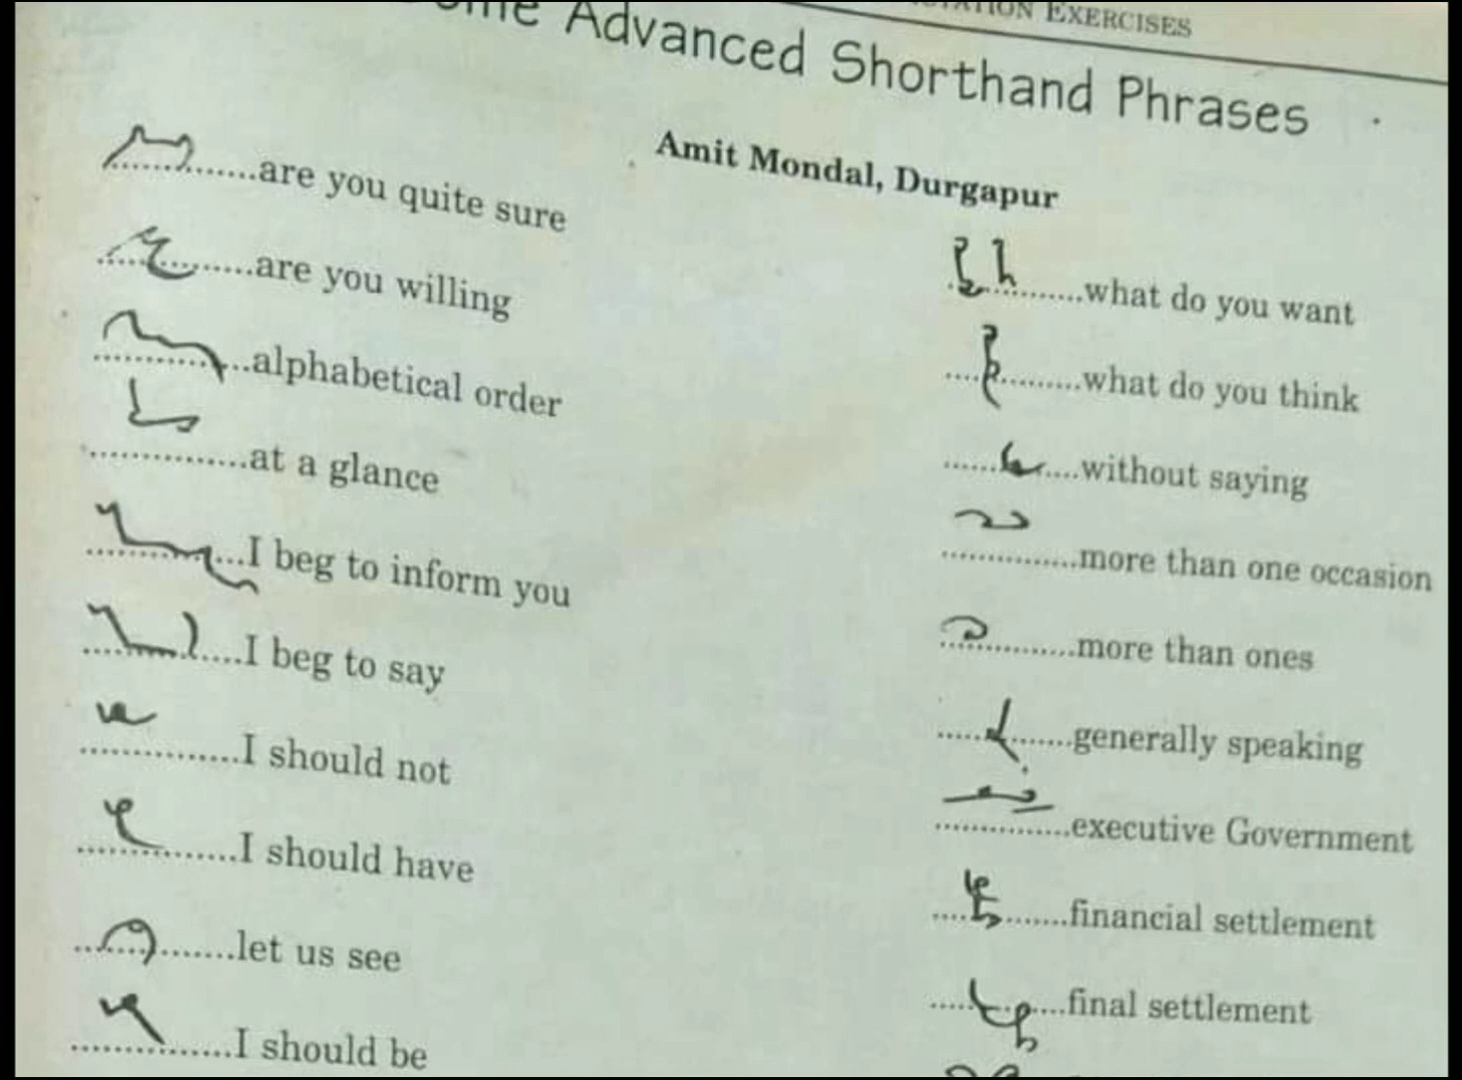 EXERCISES
Advanced Shorthand Phrases
Amit Mondal, Durgapur
..........are you quite sure
..........are you willing
..........alphabetical order
..........at a glance
..........I beg to inform you
..........I beg to say
..........I should not
..........I should have
..........let us see
..........I should be
..........what do you want
..........what do you think
..........without saying
..........more than one occasion
..........more than ones
..........generally speaking
..........executive Government
..........financial settlement
..........final settlement